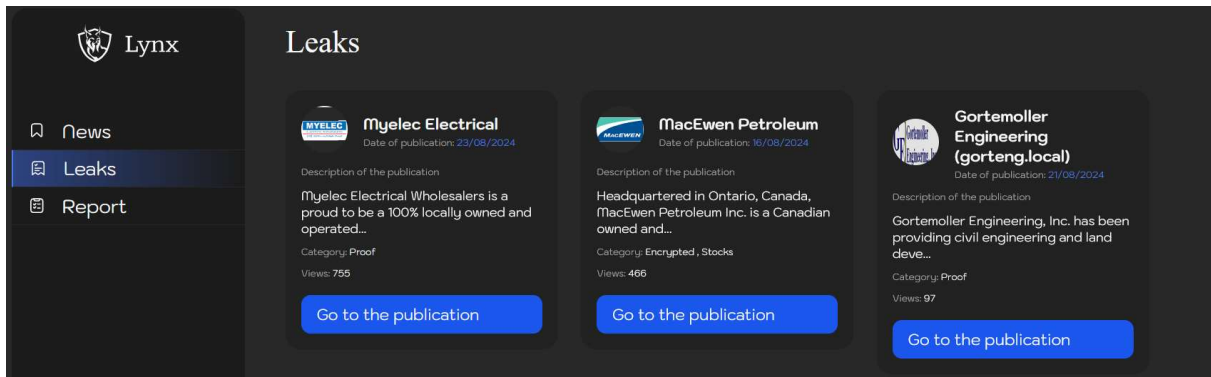 Lynx
News
Leaks
Report
Leaks
MYELEC
Myelec Electrical
Date of publication: 23/08/2024
Description of the publication
Myelec Electrical Wholesalers is a
proud to be a 100% locally owned and
operated...
Category: Proof
Views: 755
Go to the publication
MACEWEN
MacEwen Petroleum
Date of publication: 16/08/2024
Description of the publication
Headquartered in Ontario, Canada,
MacEwen Petroleum Inc. is a Canadian
owned and...
Category: Encrypted , Stocks
Views: 466
Go to the publication
Gortemoller
Engineering, Inc.
Gortemoller
Engineering
(gorteng.local)
Date of publication: 21/08/2024
Description of the publication
Gortemoller Engineering, Inc. has been
providing civil engineering and land
deve...
Category: Proof
Views: 97
Go to the publication